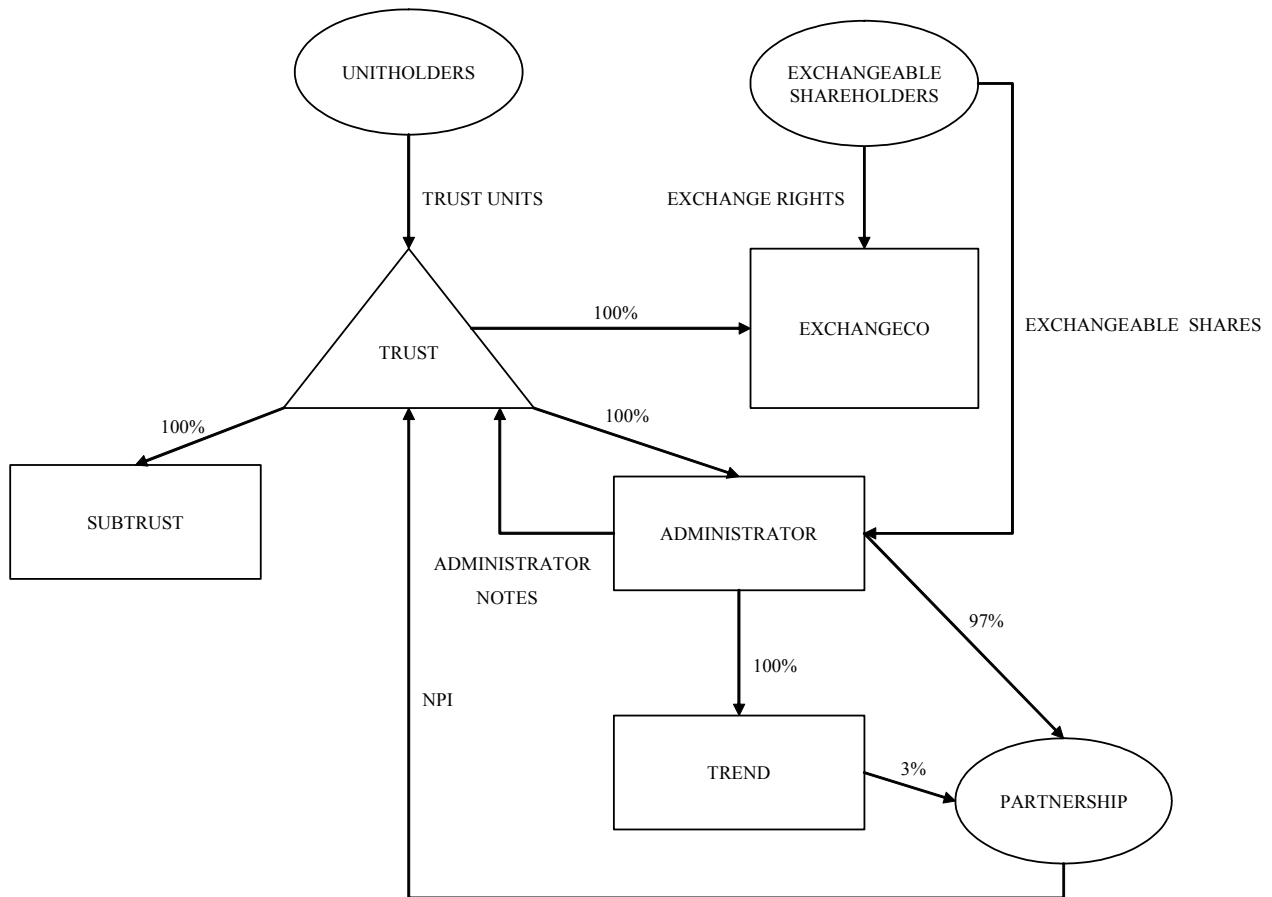 UNITHOLDERS
EXCHANGEABLE
SHAREHOLDERS
TRUST UNITS
EXCHANGE RIGHTS
100%
EXCHANGECO
EXCHANGEABLE SHARES
TRUST
100%
100%
SUBTRUST
ADMINISTRATOR
ADMINISTRATOR
NOTES
97%
100%
NPI
TREND
3%
PARTNERSHIP